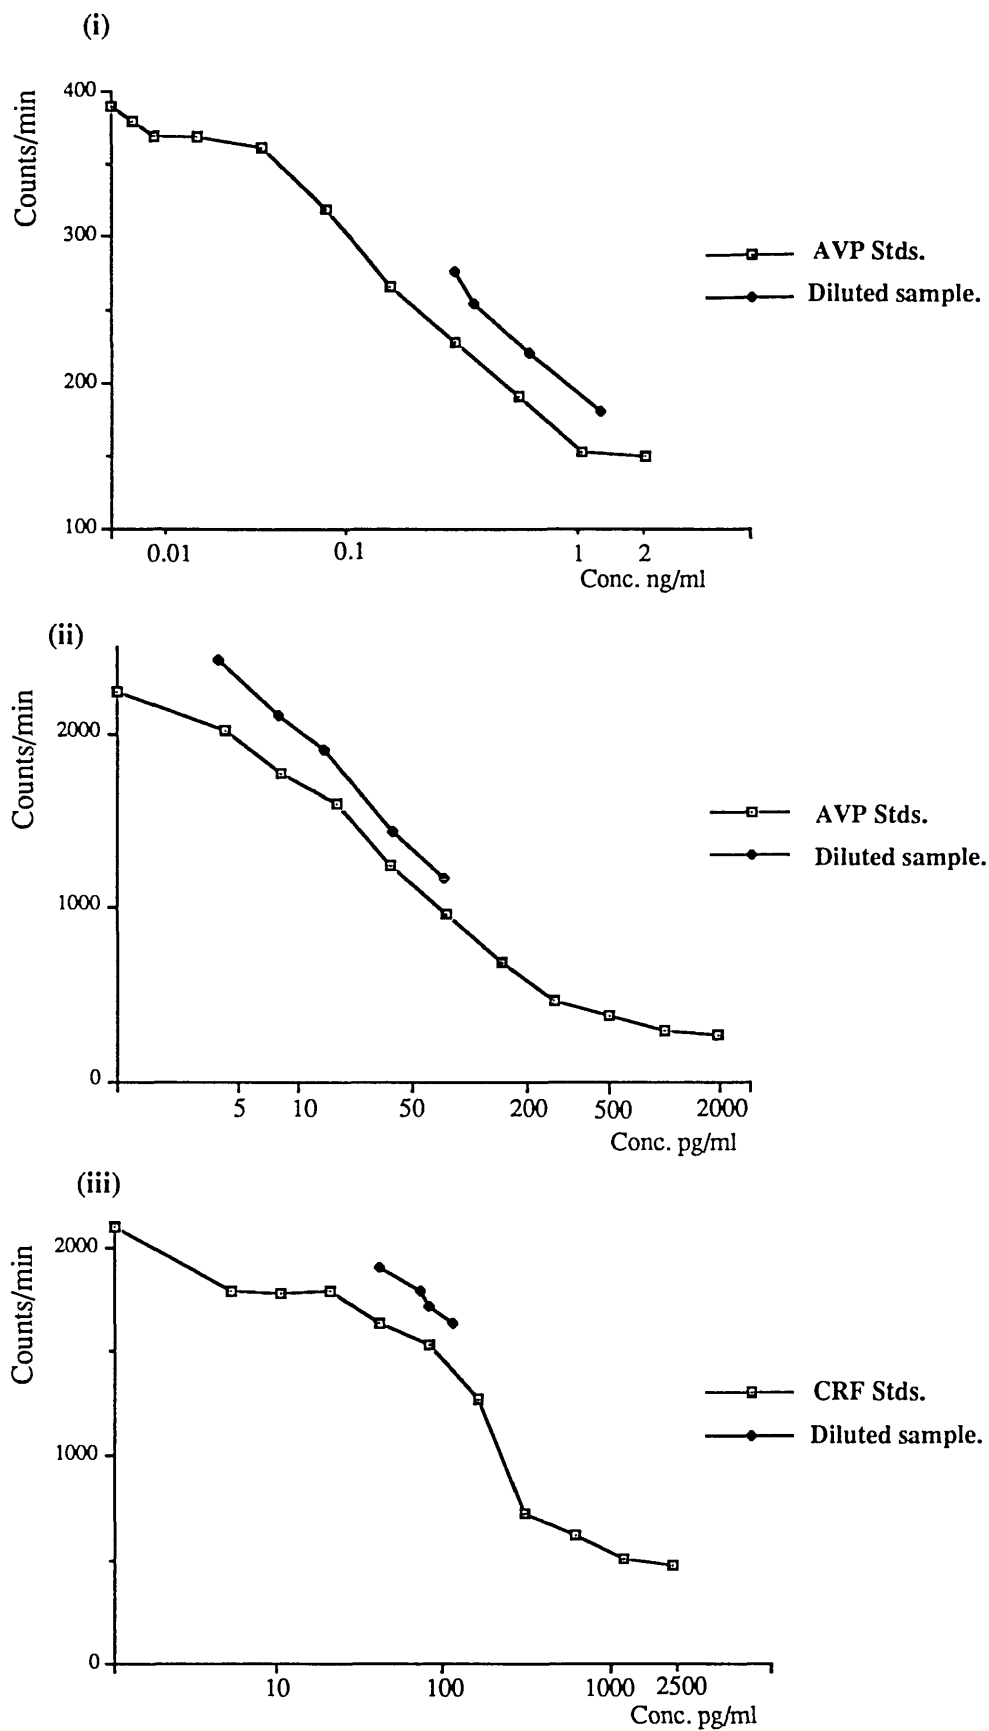 (i)
Counts/min
400
300
200
100
0.01 0.1 1 2
Conc. ng/ml
AVP Stds.
Diluted sample.
(ii)
Counts/min
2000
1000
0
5 10 50 200 500 2000
Conc. pg/ml
AVP Stds.
Diluted sample.
(iii)
Counts/min
2000
1000
0
10 100 1000 2500
Conc. pg/ml
CRF Stds.
Diluted sample.